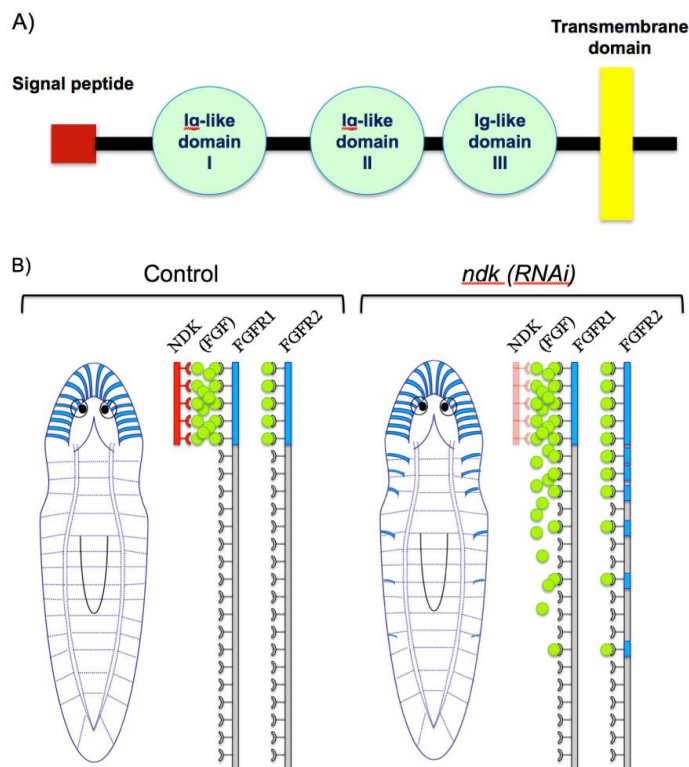 A)
Transmembrane
domain
Signal peptide
Ig-like
domain
I
Ig-like
domain
II
Ig-like
domain
III
B)
Control
ndk (RNAi)
NDK
(FGF)
FGFR1
FGFR2
NDK
(FGF)
FGFR1
FGFR2